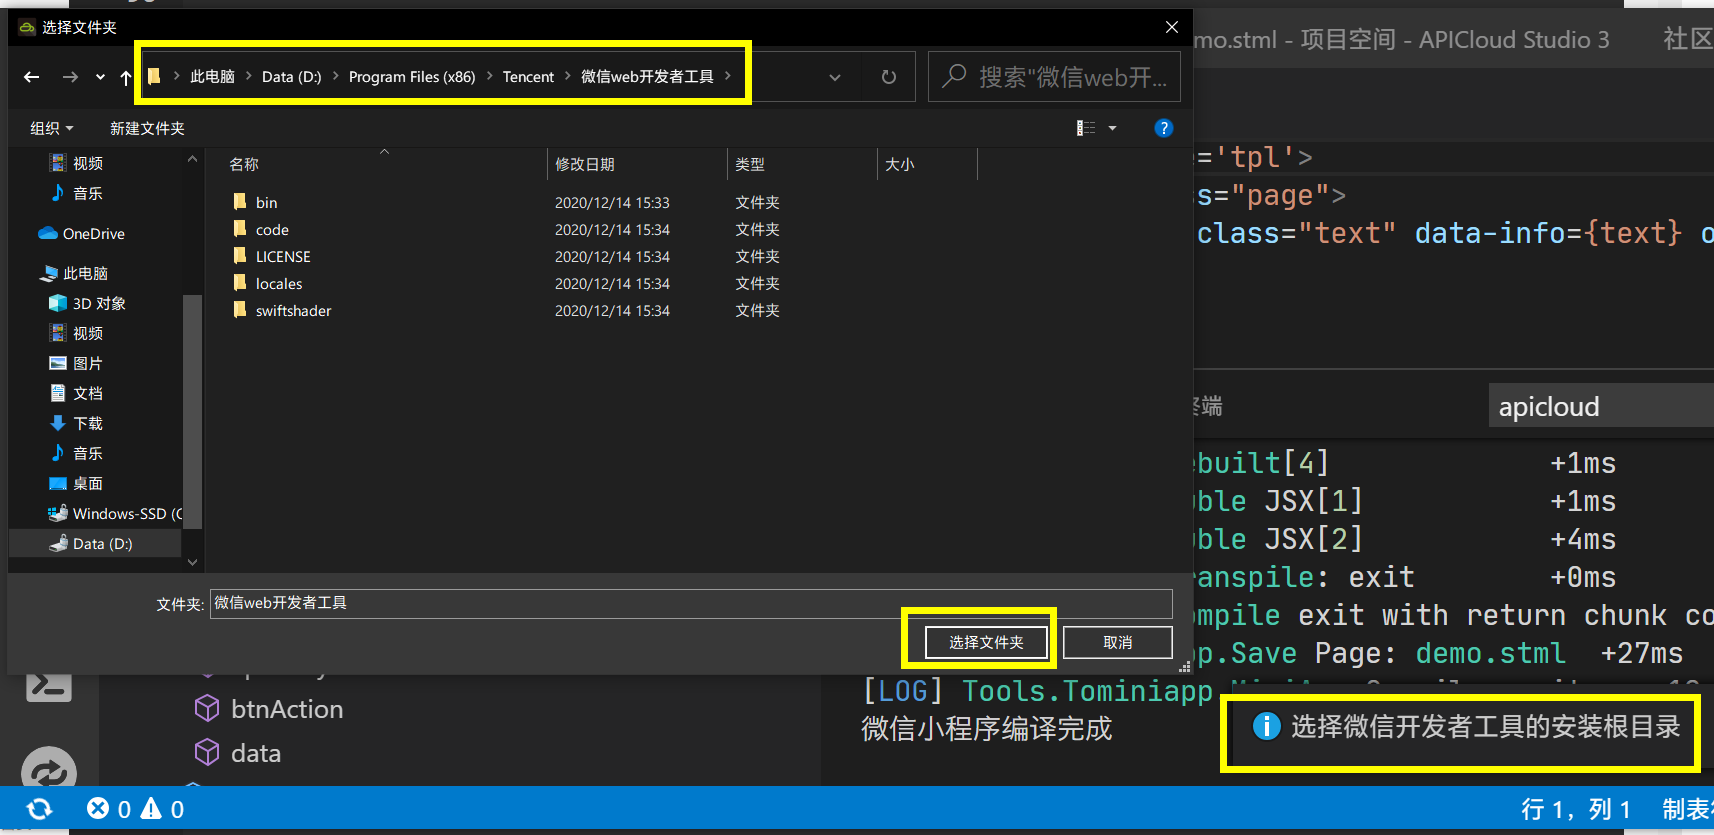 选择文件夹
mo.stml - 项目空间 - APICloud Studio 3 社区
此电脑 Data (D:) Program Files (x86) Tencent 微信web开发者工具
搜索"微信web开...
组织 新建文件夹
?
视频
音乐
OneDrive
此电脑
3D 对象
视频
图片
文档
下载
音乐
桌面
Windows-SSD (C
Data (D:)
名称 修改日期 类型 大小
bin 2020/12/14 15:33 文件夹
code 2020/12/14 15:34 文件夹
LICENSE 2020/12/14 15:34 文件夹
locales 2020/12/14 15:34 文件夹
swiftshader 2020/12/14 15:34 文件夹
文件夹: 微信web开发者工具
选择文件夹 取消
='tpl'>
s="page">
class="text" data-info={text} o
终端 apicloud
ebuilt[4] +1ms
uble JSX[1] +1ms
uble JSX[2] +4ms
ranspile: exit +0ms
ompile exit with return chunk co
pp.Save Page: demo.stml +27ms
[LOG] Tools.Tominiapp
微信小程序编译完成
选择微信开发者工具的安装根目录
btnAction
data
0 0
行 1，列 1 制表符